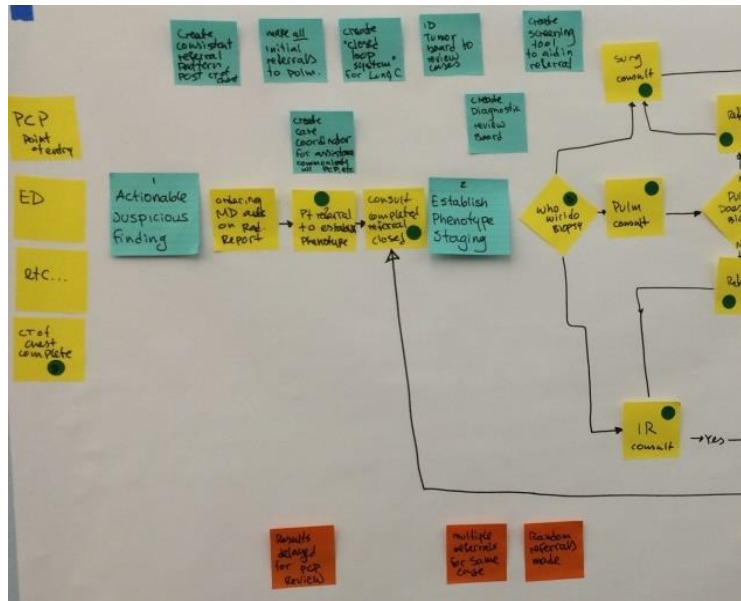 Create
consistent
referral
pattern
post CT of
chest
make all
initial
referrals
to pulm.
create
"closed
loop
system"
for Lung C
ID
Tumor
board to
review
cases
create
screening
tool
to aid in
referral
create
case
coordinator
for assistance
PCP, etc
create
Diagnostic
review
Board
PCP
Point
of entry
ED
etc...
CT of
chest
complete
1
Actionable
Suspicious
finding
ordering
MD
on Rad.
Report
Pt referral
to establish
Phenotype
consult
completed
referral
closed
2
Establish
Phenotype
Staging
who will do
Biopsy
Surg
consult
Pulm
consult
IR
consult
Yes
Results
delayed
for PCP
Review
multiple
referrals
for same
case
Random
referrals
made